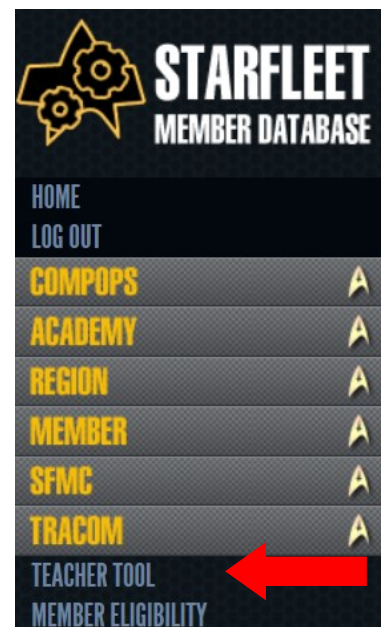 STARFLEET
MEMBER DATABASE
HOME
LOG OUT
COMPOPS
ACADEMY
REGION
MEMBER
SFMC
TRACOM
TEACHER TOOL
MEMBER ELIGIBILITY